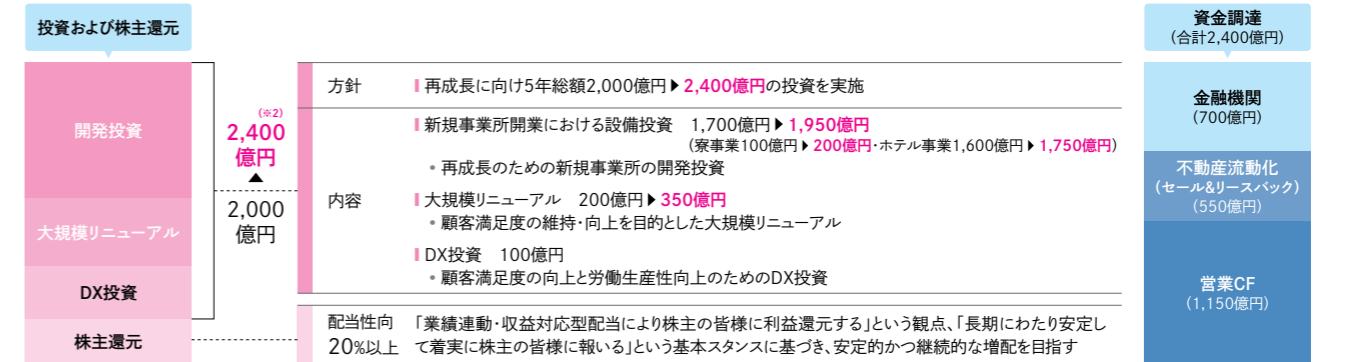 投資および株主還元
開発投資
大規模リニューアル
DX投資
株主還元
(※2)
2,400
億円
▲
2,000
億円
方針
再成長に向け5年総額2,000億円▶2,400億円の投資を実施
内容
新規事業所開業における設備投資 1,700億円▶1,950億円
(寮事業100億円▶200億円・ホテル事業1,600億円▶1,750億円)
• 再成長のための新規事業所の開発投資
大規模リニューアル 200億円▶350億円
• 顧客満足度の維持・向上を目的とした大規模リニューアル
DX投資 100億円
• 顧客満足度の向上と労働生産性向上のためのDX投資
配当性向
20%以上
「業績連動・収益対応型配当により株主の皆様に利益還元する」という観点、「長期にわたり安定し
て着実に株主の皆様に報いる」という基本スタンスに基づき、安定的かつ継続的な増配を目指す
資金調達
(合計2,400億円)
金融機関
(700億円)
不動産流動化
(セール&リースバック)
(550億円)
営業CF
(1,150億円)